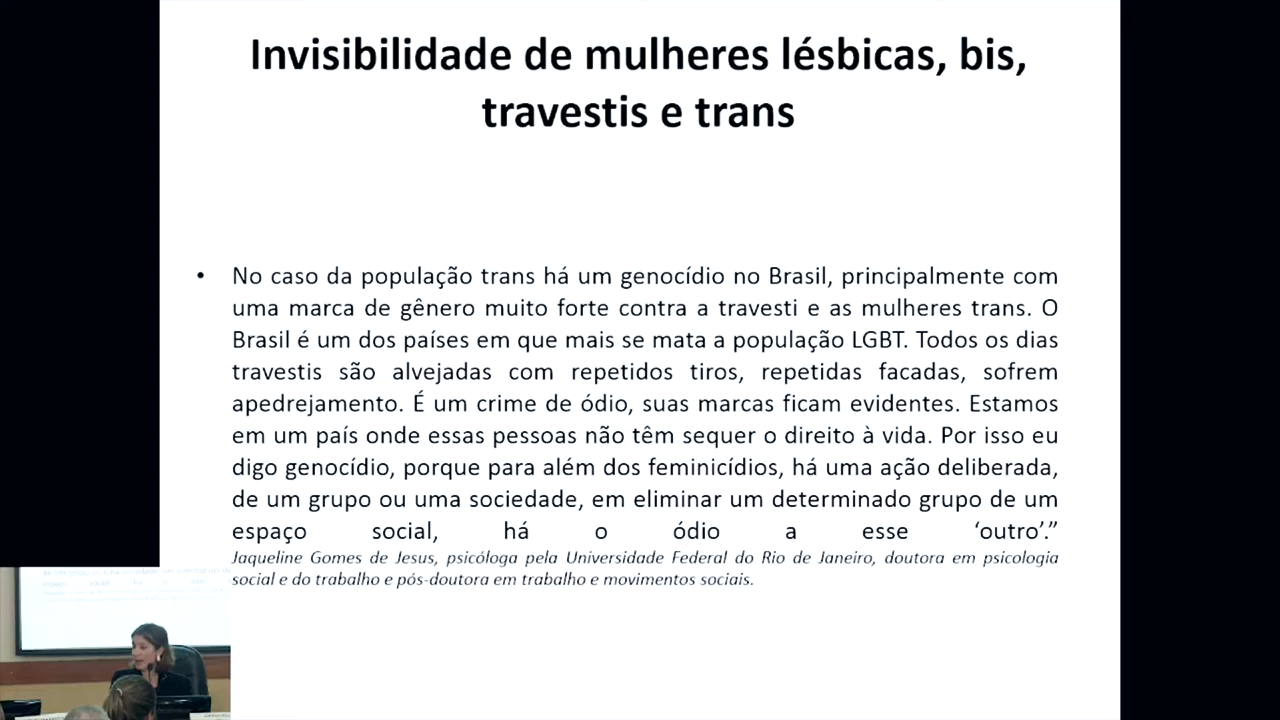 Invisibilidade de mulheres lésbicas, bis,
travestis e trans
• No caso da população trans há um genocídio no Brasil, principalmente com
uma marca de gênero muito forte contra a travesti e as mulheres trans. O
Brasil é um dos países em que mais se mata a população LGBT. Todos os dias
travestis são alvejadas com repetidos tiros, repetidas facadas, sofrem
apedrejamento. É um crime de ódio, suas marcas ficam evidentes. Estamos
em um país onde essas pessoas não têm sequer o direito à vida. Por isso eu
digo genocídio, porque para além dos feminicídios, há uma ação deliberada,
de um grupo ou uma sociedade, em eliminar um determinado grupo de um
espaço social, há o ódio a esse ‘outro’.”
Jaqueline Gomes de Jesus, psicóloga pela Universidade Federal do Rio de Janeiro, doutora em psicologia
social e do trabalho e pós-doutora em trabalho e movimentos sociais.